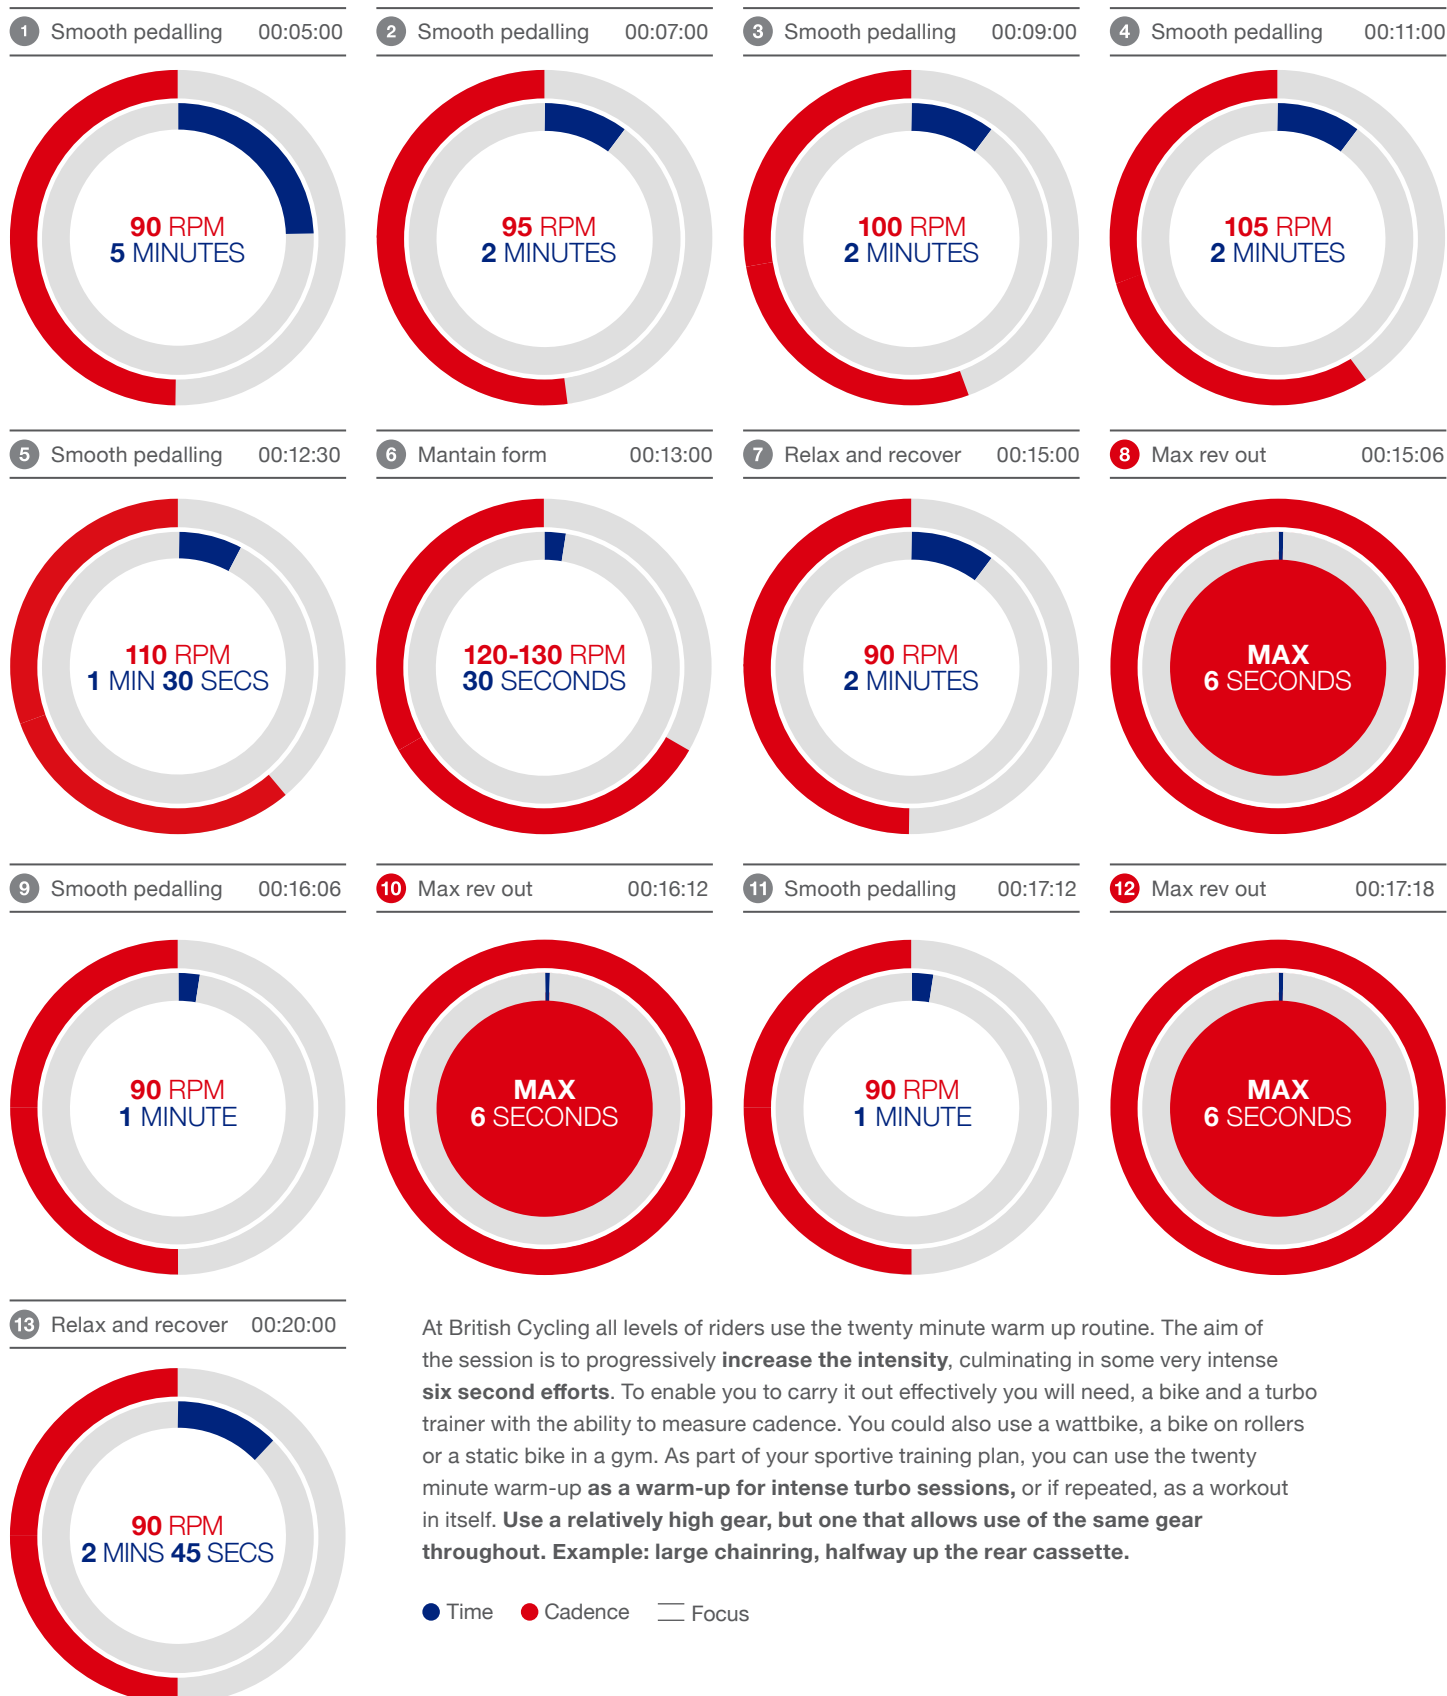 1 Smooth pedalling 00:05:00
90 RPM
5 MINUTES
2 Smooth pedalling 00:07:00
95 RPM
2 MINUTES
3 Smooth pedalling 00:09:00
100 RPM
2 MINUTES
4 Smooth pedalling 00:11:00
105 RPM
2 MINUTES
5 Smooth pedalling 00:12:30
110 RPM
1 MIN 30 SECS
6 Mantain form 00:13:00
120-130 RPM
30 SECONDS
7 Relax and recover 00:15:00
90 RPM
2 MINUTES
8 Max rev out 00:15:06
MAX
6 SECONDS
9 Smooth pedalling 00:16:06
90 RPM
1 MINUTE
10 Max rev out 00:16:12
MAX
6 SECONDS
11 Smooth pedalling 00:17:12
90 RPM
1 MINUTE
12 Max rev out 00:17:18
MAX
6 SECONDS
13 Relax and recover 00:20:00
90 RPM
2 MINS 45 SECS
At British Cycling all levels of riders use the twenty minute warm up routine. The aim of
the session is to progressively increase the intensity, culminating in some very intense
six second efforts. To enable you to carry it out effectively you will need, a bike and a turbo
trainer with the ability to measure cadence. You could also use a wattbike, a bike on rollers
or a static bike in a gym. As part of your sportive training plan, you can use the twenty
minute warm-up as a warm-up for intense turbo sessions, or if repeated, as a workout
in itself. Use a relatively high gear, but one that allows use of the same gear
throughout. Example: large chainring, halfway up the rear cassette.
Time Cadence Focus